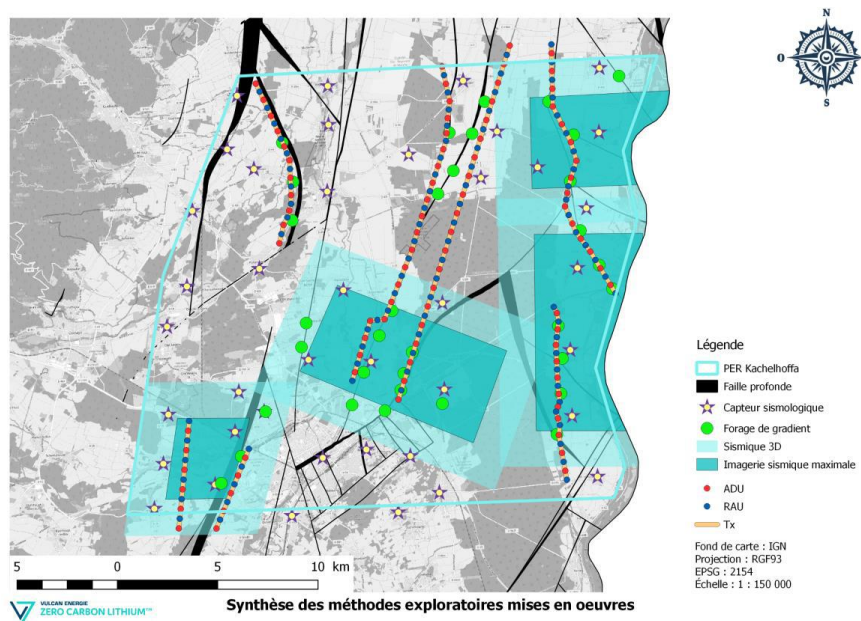 N
O
E
S
Légende
PER Kachelhoffa
Faille profonde
Capteur sismologique
Forage de gradient
Sismique 3D
Imagerie sismique maximale
ADU
RAU
Tx
Fond de carte : IGN
Projection : RGF93
EPSG : 2154
Échelle : 1 : 150 000
5 0 5 10 km
VULCAN ENERGIE
ZERO CARBON LITHIUM™
Synthèse des méthodes exploratoires mises en oeuvres